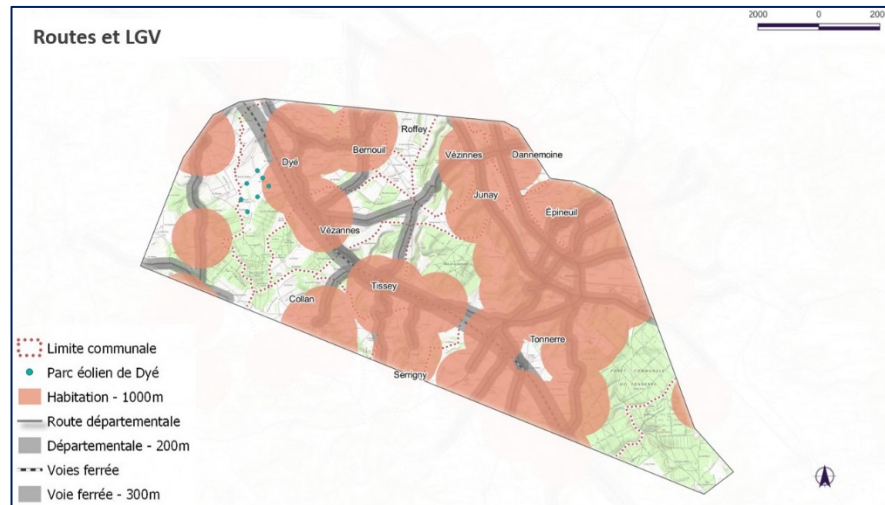 Routes et LGV
2000 0 200
Roffey
Bernouil
Dyé
Vézinnes
Dannemoine
Junay
Épineuil
Vézannes
Tissey
Collan
Tonnerre
Serrigny
Limite communale
Parc éolien de Dyé
Habitation - 1000m
Route départementale
Départementale - 200m
Voies ferrée
Voie ferrée - 300m